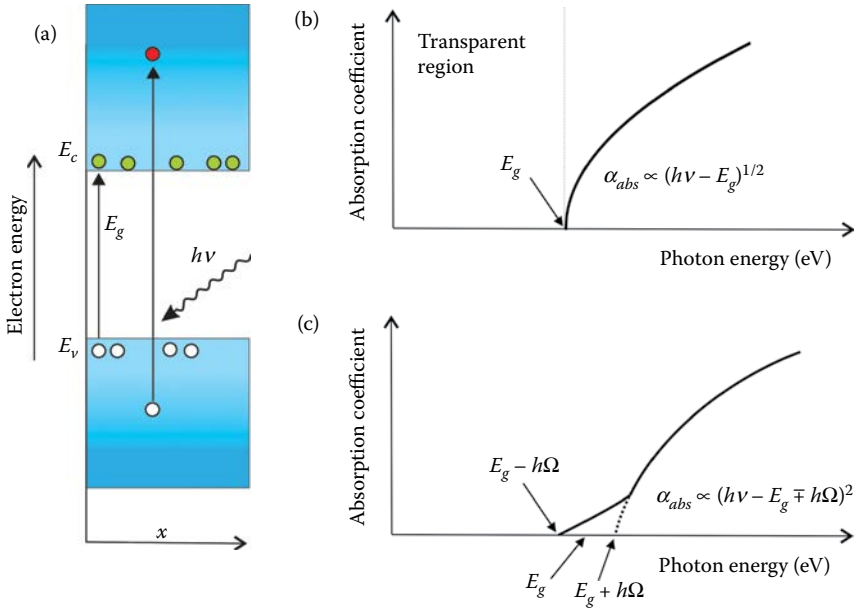 (a)
E_c
E_g
hν
E_v
Electron energy
x
(b)
Absorption coefficient
Transparent
region
E_g
α_abs ∝ (hν – E_g)^1/2
Photon energy (eV)
(c)
Absorption coefficient
E_g – hΩ
α_abs ∝ (hν – E_g ∓ hΩ)^2
E_g
E_g + hΩ
Photon energy (eV)